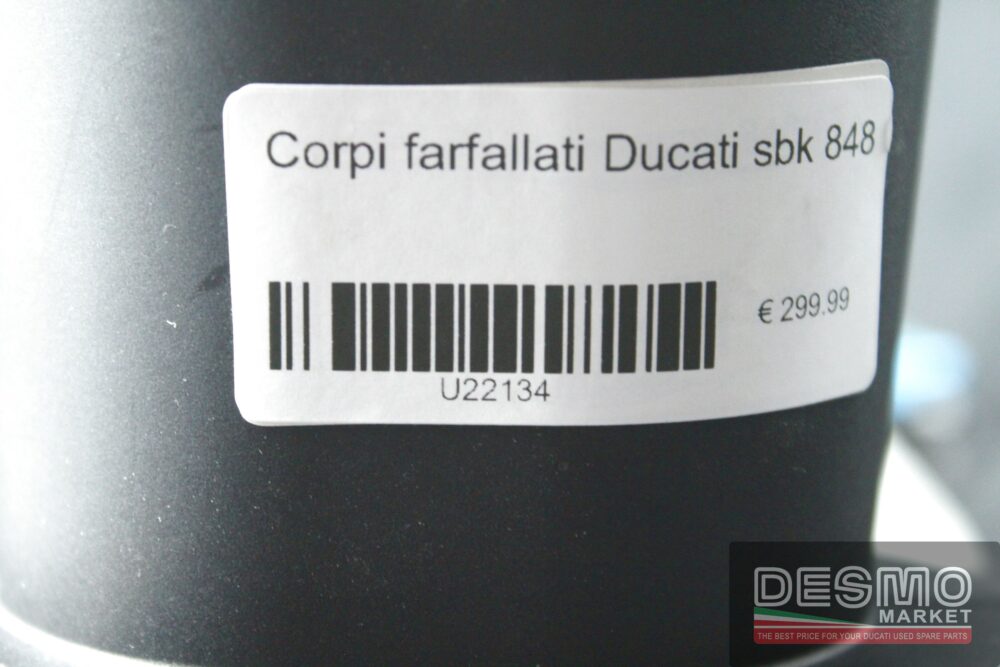 Corpi farfallati Ducati sbk 848
€ 299.99
U22134
DESMO
MARKET
THE BEST PRICE FOR YOUR DUCATI USED SPARE PARTS